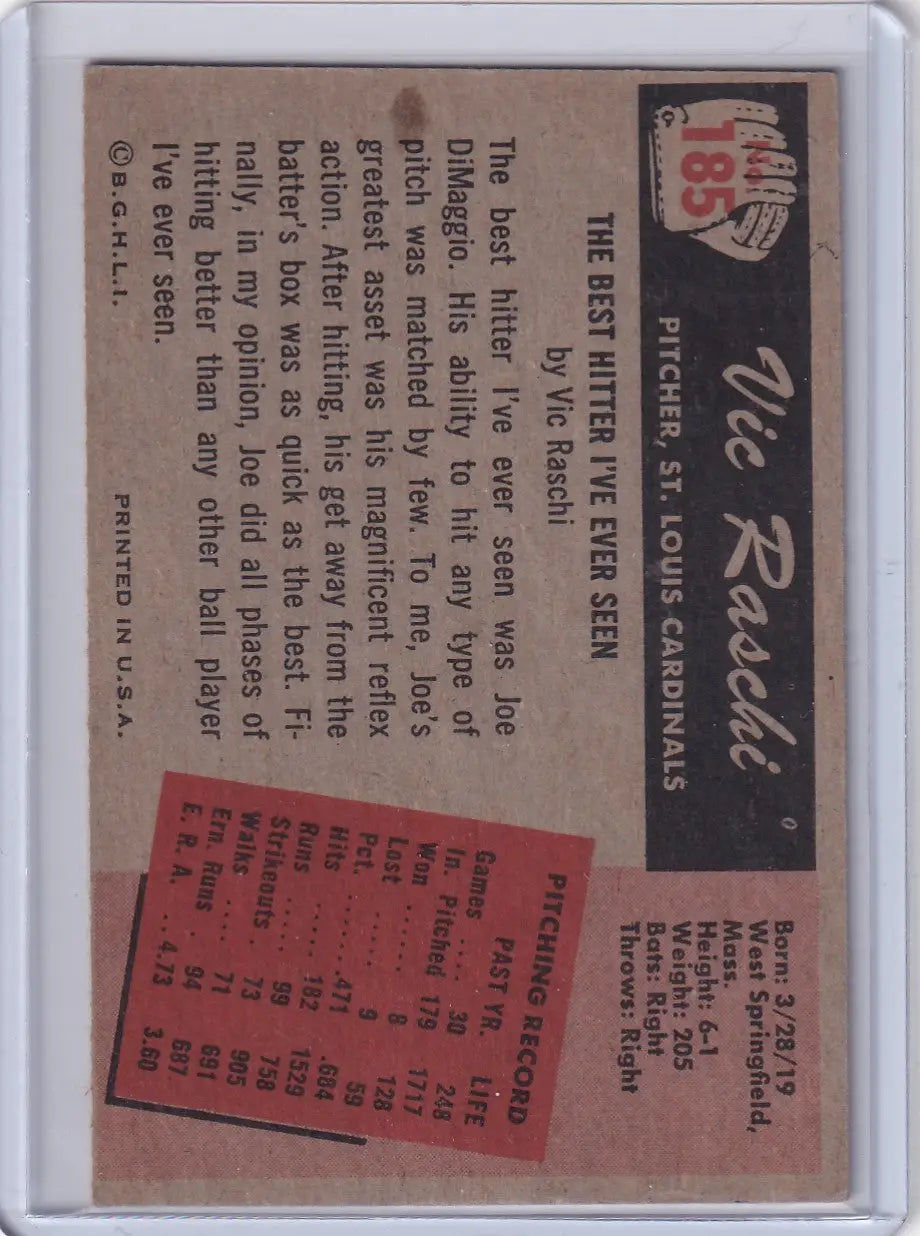 No.
185
Vic Raschi
PITCHER, ST. LOUIS CARDINALS
Born: 3/28/19
West Springfield,
Mass.
Height: 6-1
Weight: 205
Bats: Right
Throws: Right
THE BEST HITTER I'VE EVER SEEN
by Vic Raschi
The best hitter I've ever seen was Joe
DiMaggio. His ability to hit any type of
pitch was matched by few. To me, Joe's
greatest asset was his magnificent reflex
action. After hitting, his get away from the
batter's box was as quick as the best. Fi-
nally, in my opinion, Joe did all phases of
hitting better than any other ball player
I've ever seen.
PITCHING RECORD
PAST YR. LIFE
Games .... 30 248
In. Pitched 179 1717
Won ...... 8 128
Lost ..... 9 59
Pct. ...... .471 .684
Hits ..... 182 1529
Runs ..... 99 758
Strikeouts . 73 905
Walks .... 71 691
Ern. Runs . 94 687
E. R. A. .. 4.73 3.60
© B.G.H.L.I. PRINTED IN U.S.A.